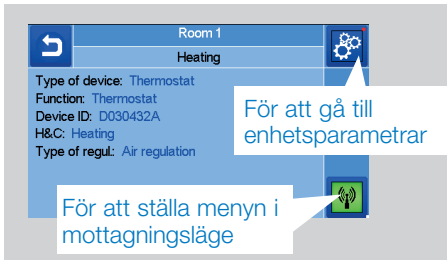 Room 1
Heating
Type of device: Thermostat
Function: Thermostat
Device ID: D030432A
H&C: Heating
Type of regul.: Air regulation
För att gå till
enhetsparametrar
För att ställa menyn i
mottagningsläge